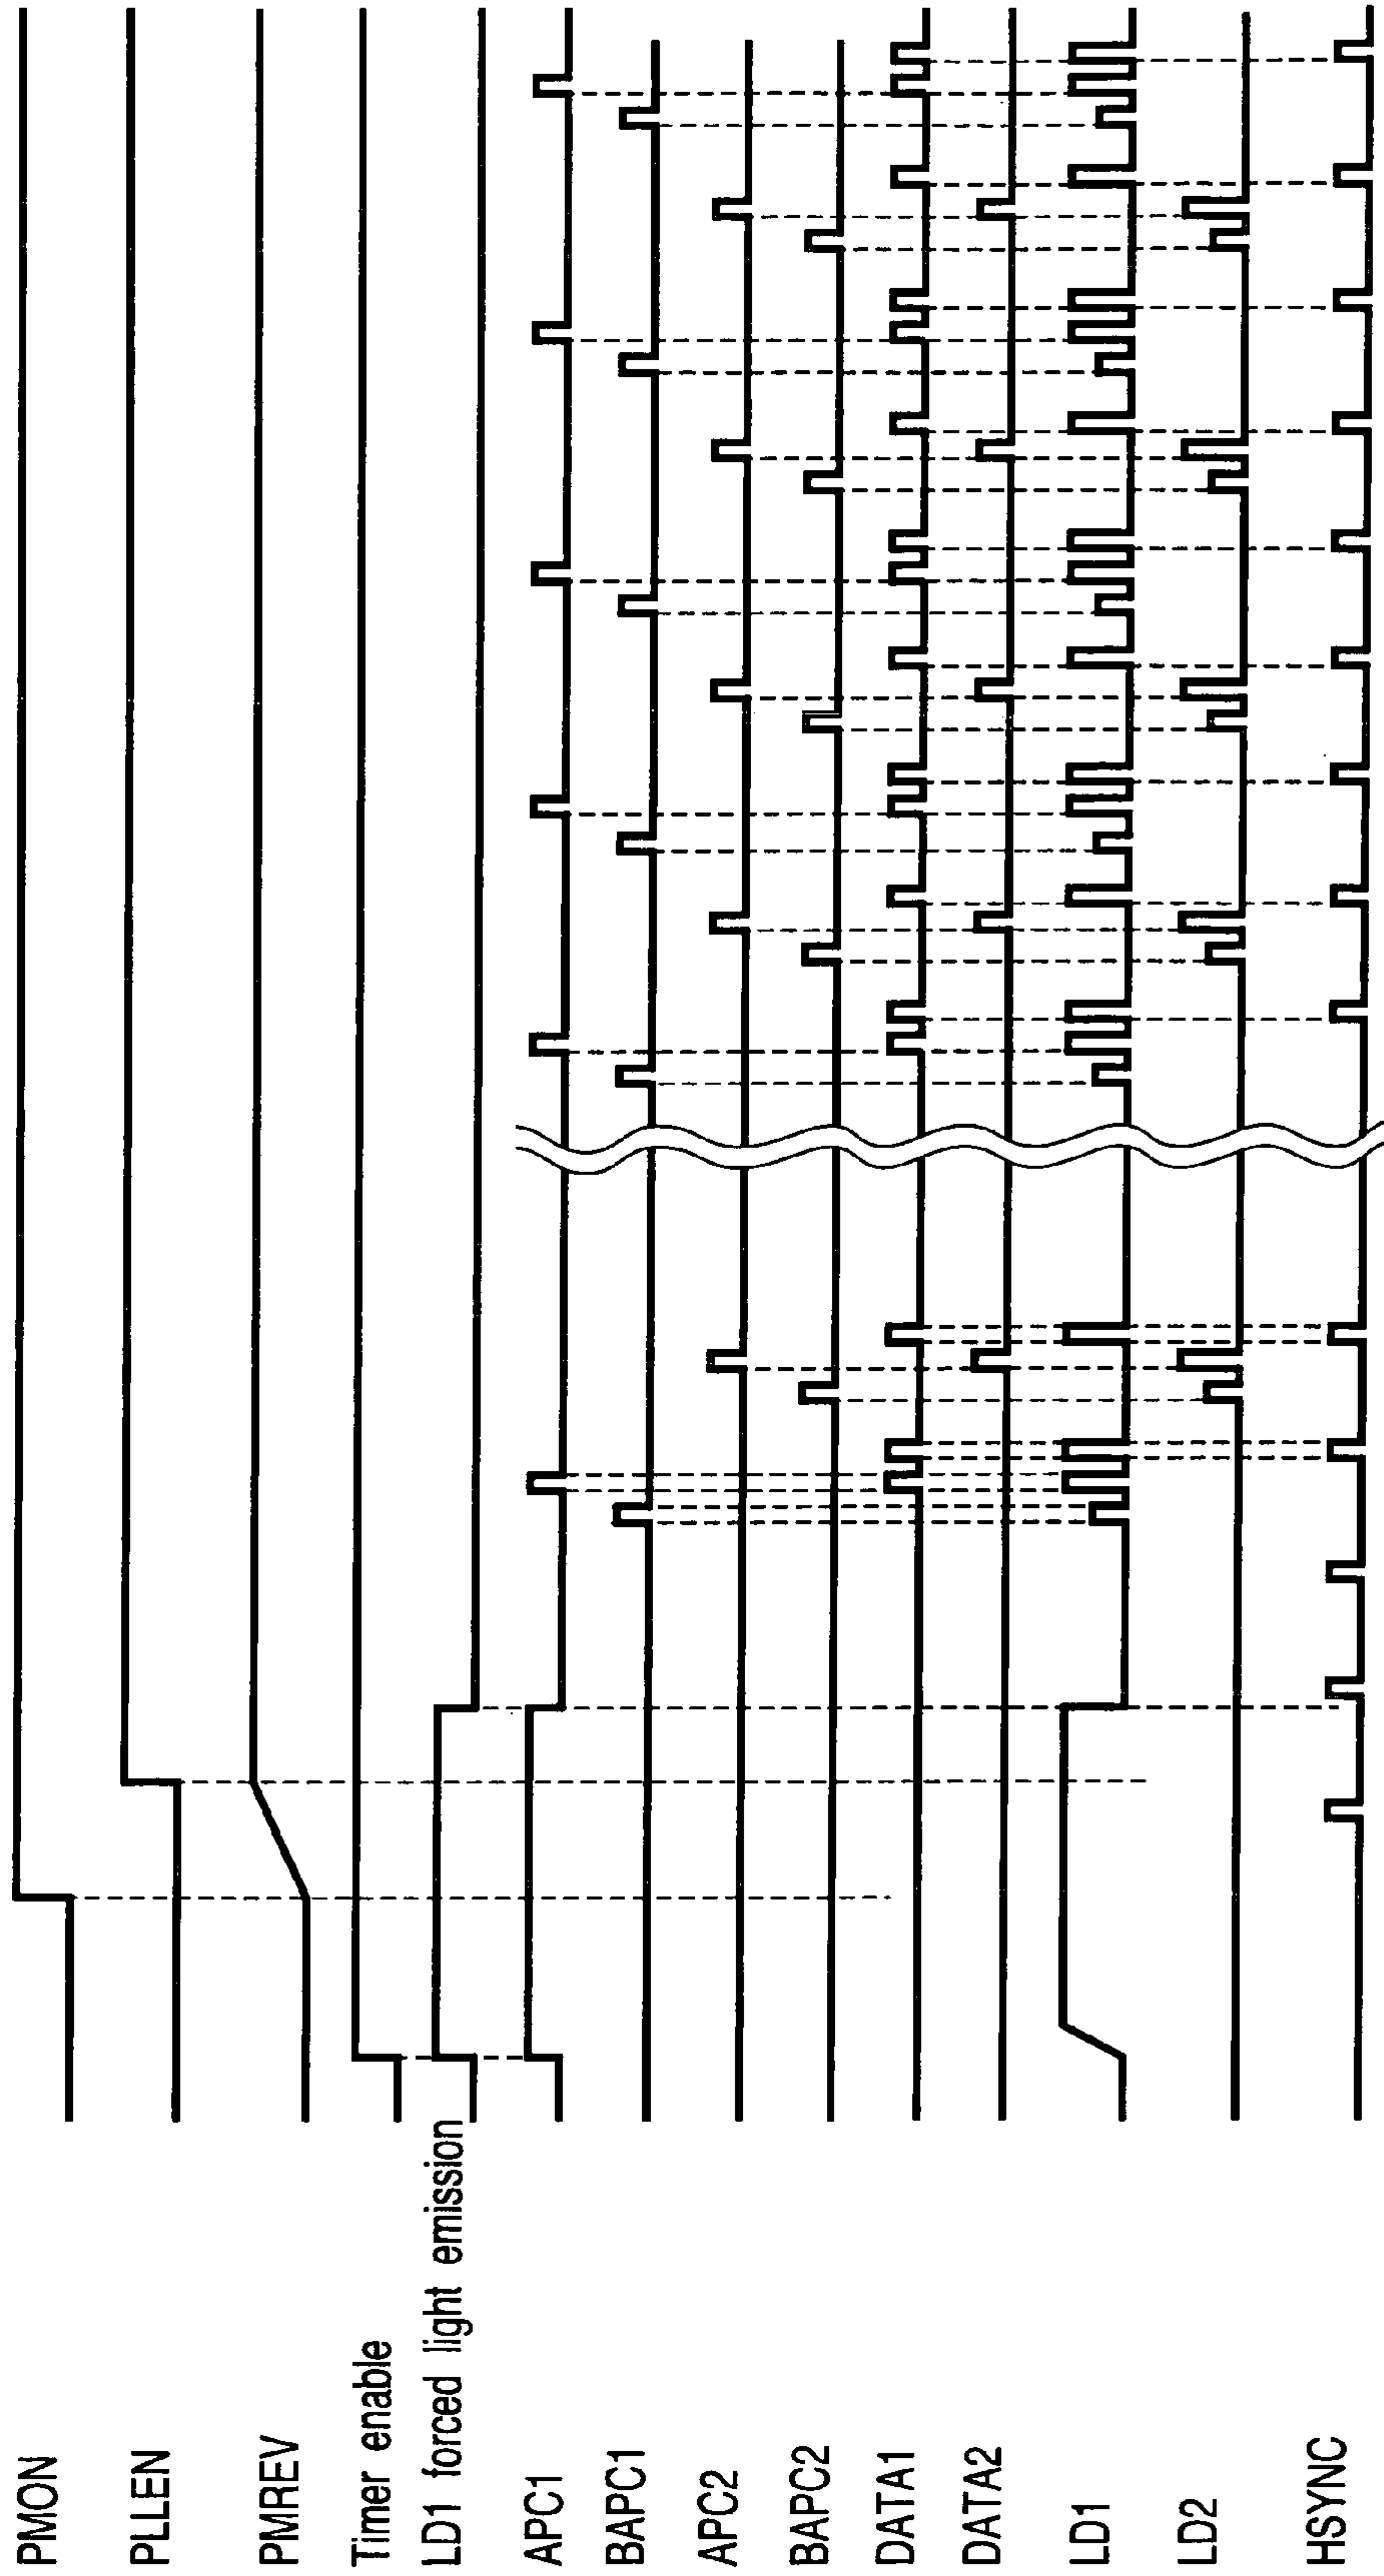 PMON
PLLEN
PMREV
Timer enable
LD1 forced light emission
APC1
BAPC1
APC2
BAPC2
DATA1
DATA2
LD1
LD2
HSYNC